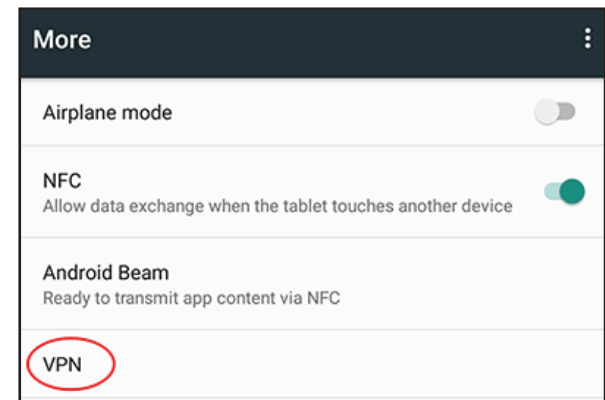 More
Airplane mode
NFC
Allow data exchange when the tablet touches another device
Android Beam
Ready to transmit app content via NFC
VPN